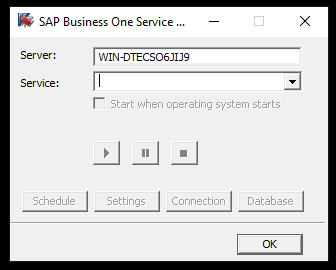 SAP Business One Service ...
Server: WIN-DTECSO6JIJ9
Service:
Start when operating system starts
Schedule Settings Connection Database
OK